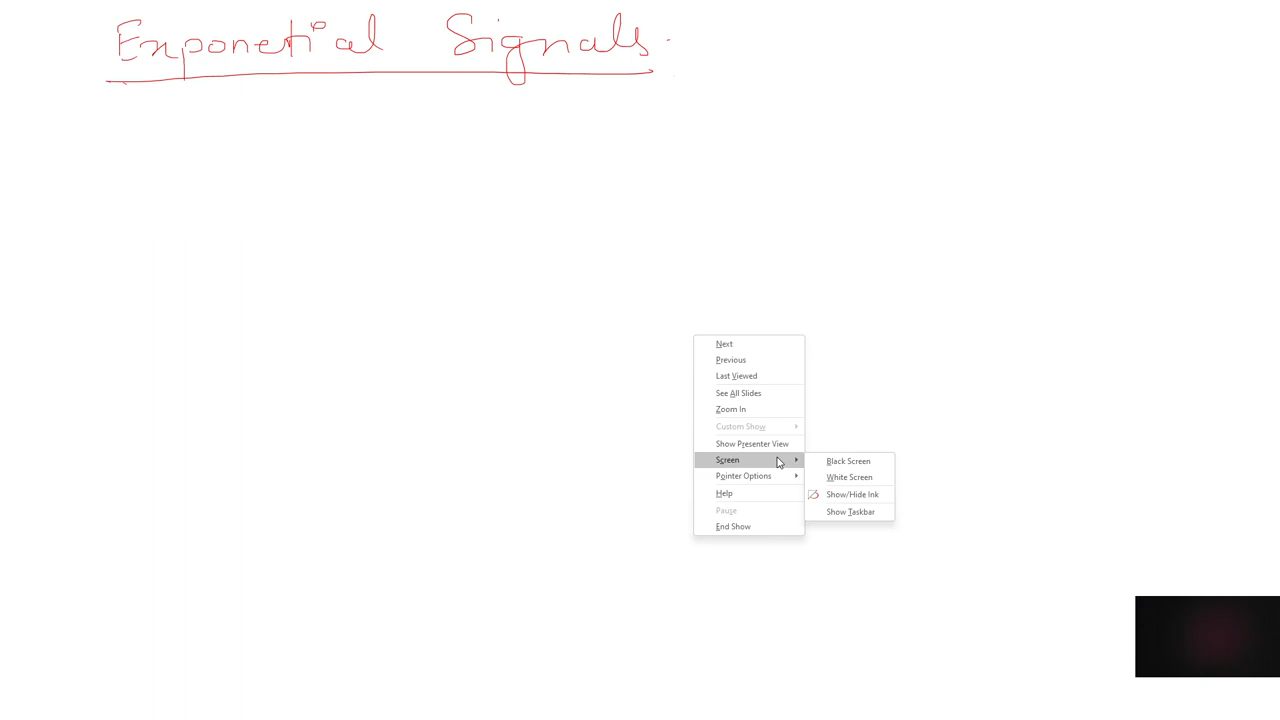 Exponetial Signals.
Next
Previous
Last Viewed
See All Slides
Zoom In
Custom Show
Show Presenter View
Screen
Pointer Options
Help
Pause
End Show
Black Screen
White Screen
Show/Hide Ink
Show Taskbar